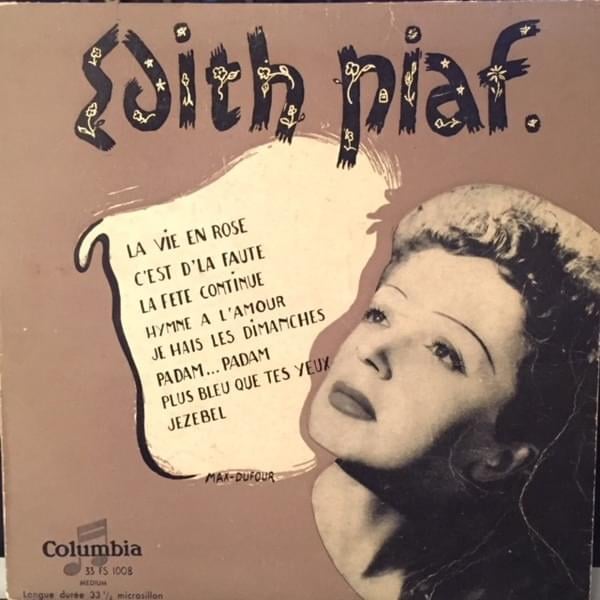 Edith piaf.
LA ViE EN ROSE
C'EST D'LA FAUTE
LA FETE CONTINUE
HYMNE A L'AMOUR
JE HAIS LES DiMANCHES
PADAM... PADAM
PLUS BLEU QUE TES YEUX
JEZEBEL
MAX-DUFOUR
Columbia
33 FS 1008
MEDIUM
Longue durée 33 1/3 microsillon